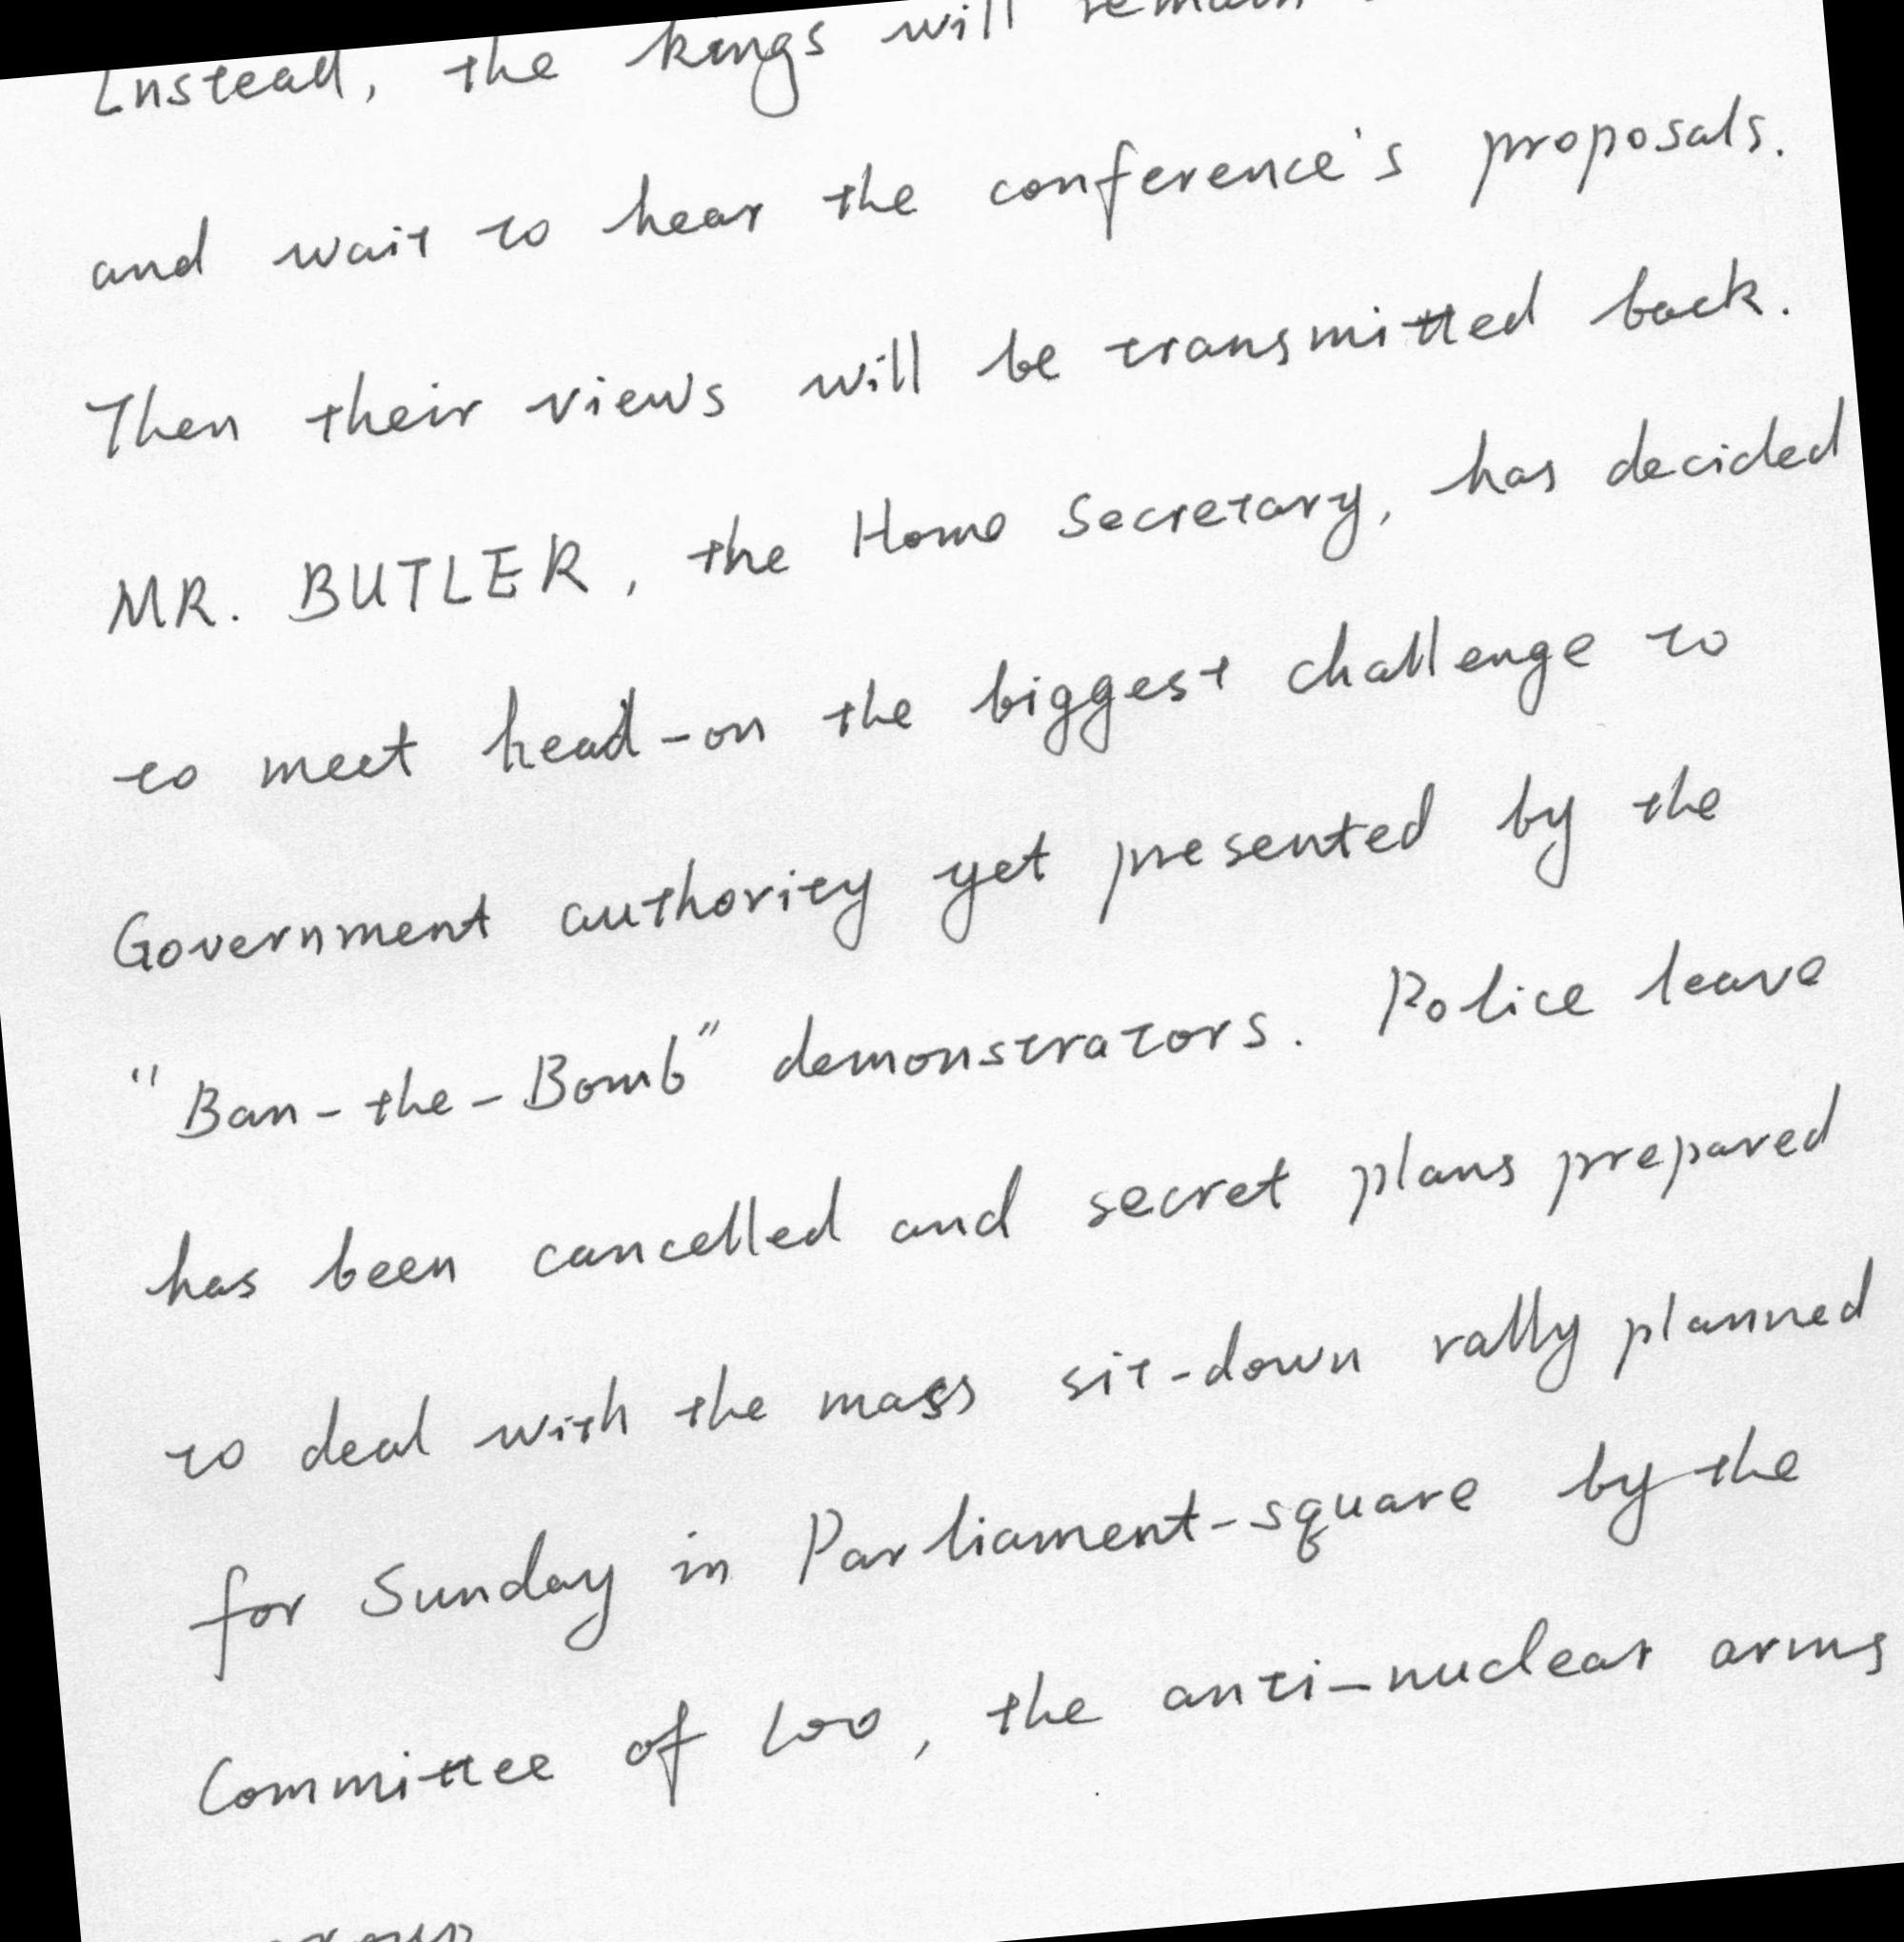 Instead, the kings will remain
and wait to hear the conference's proposals.
Then their views will be transmitted back.
MR. BUTLER, the Home Secretary, has decided
to meet head-on the biggest challenge to
Government authority yet presented by the
"Ban-the-Bomb" demonstrators. Police leave
has been cancelled and secret plans prepared
to deal with the mass sit-down rally planned
for Sunday in Parliament-square by the
Committee of 100, the anti-nuclear arms
group